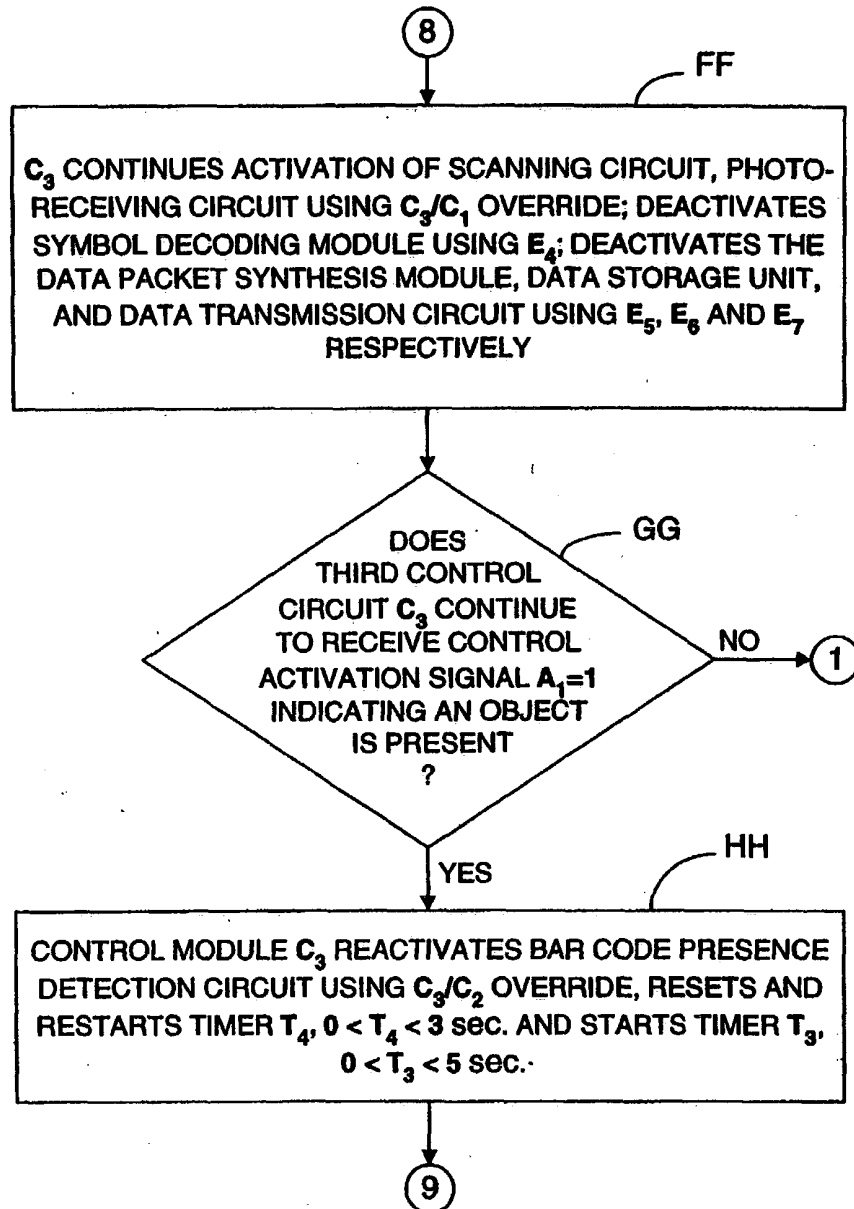 8
FF
C₃ CONTINUES ACTIVATION OF SCANNING CIRCUIT, PHOTO-
RECEIVING CIRCUIT USING C₃/C₁ OVERRIDE; DEACTIVATES
SYMBOL DECODING MODULE USING E₄; DEACTIVATES THE
DATA PACKET SYNTHESIS MODULE, DATA STORAGE UNIT,
AND DATA TRANSMISSION CIRCUIT USING E₅, E₆ AND E₇
RESPECTIVELY
GG
DOES
THIRD CONTROL
CIRCUIT C₃ CONTINUE
TO RECEIVE CONTROL
ACTIVATION SIGNAL A₁=1
INDICATING AN OBJECT
IS PRESENT
?
NO
1
YES
HH
CONTROL MODULE C₃ REACTIVATES BAR CODE PRESENCE
DETECTION CIRCUIT USING C₃/C₂ OVERRIDE, RESETS AND
RESTARTS TIMER T₄, 0 < T₄ < 3 sec. AND STARTS TIMER T₃,
0 < T₃ < 5 sec.
9